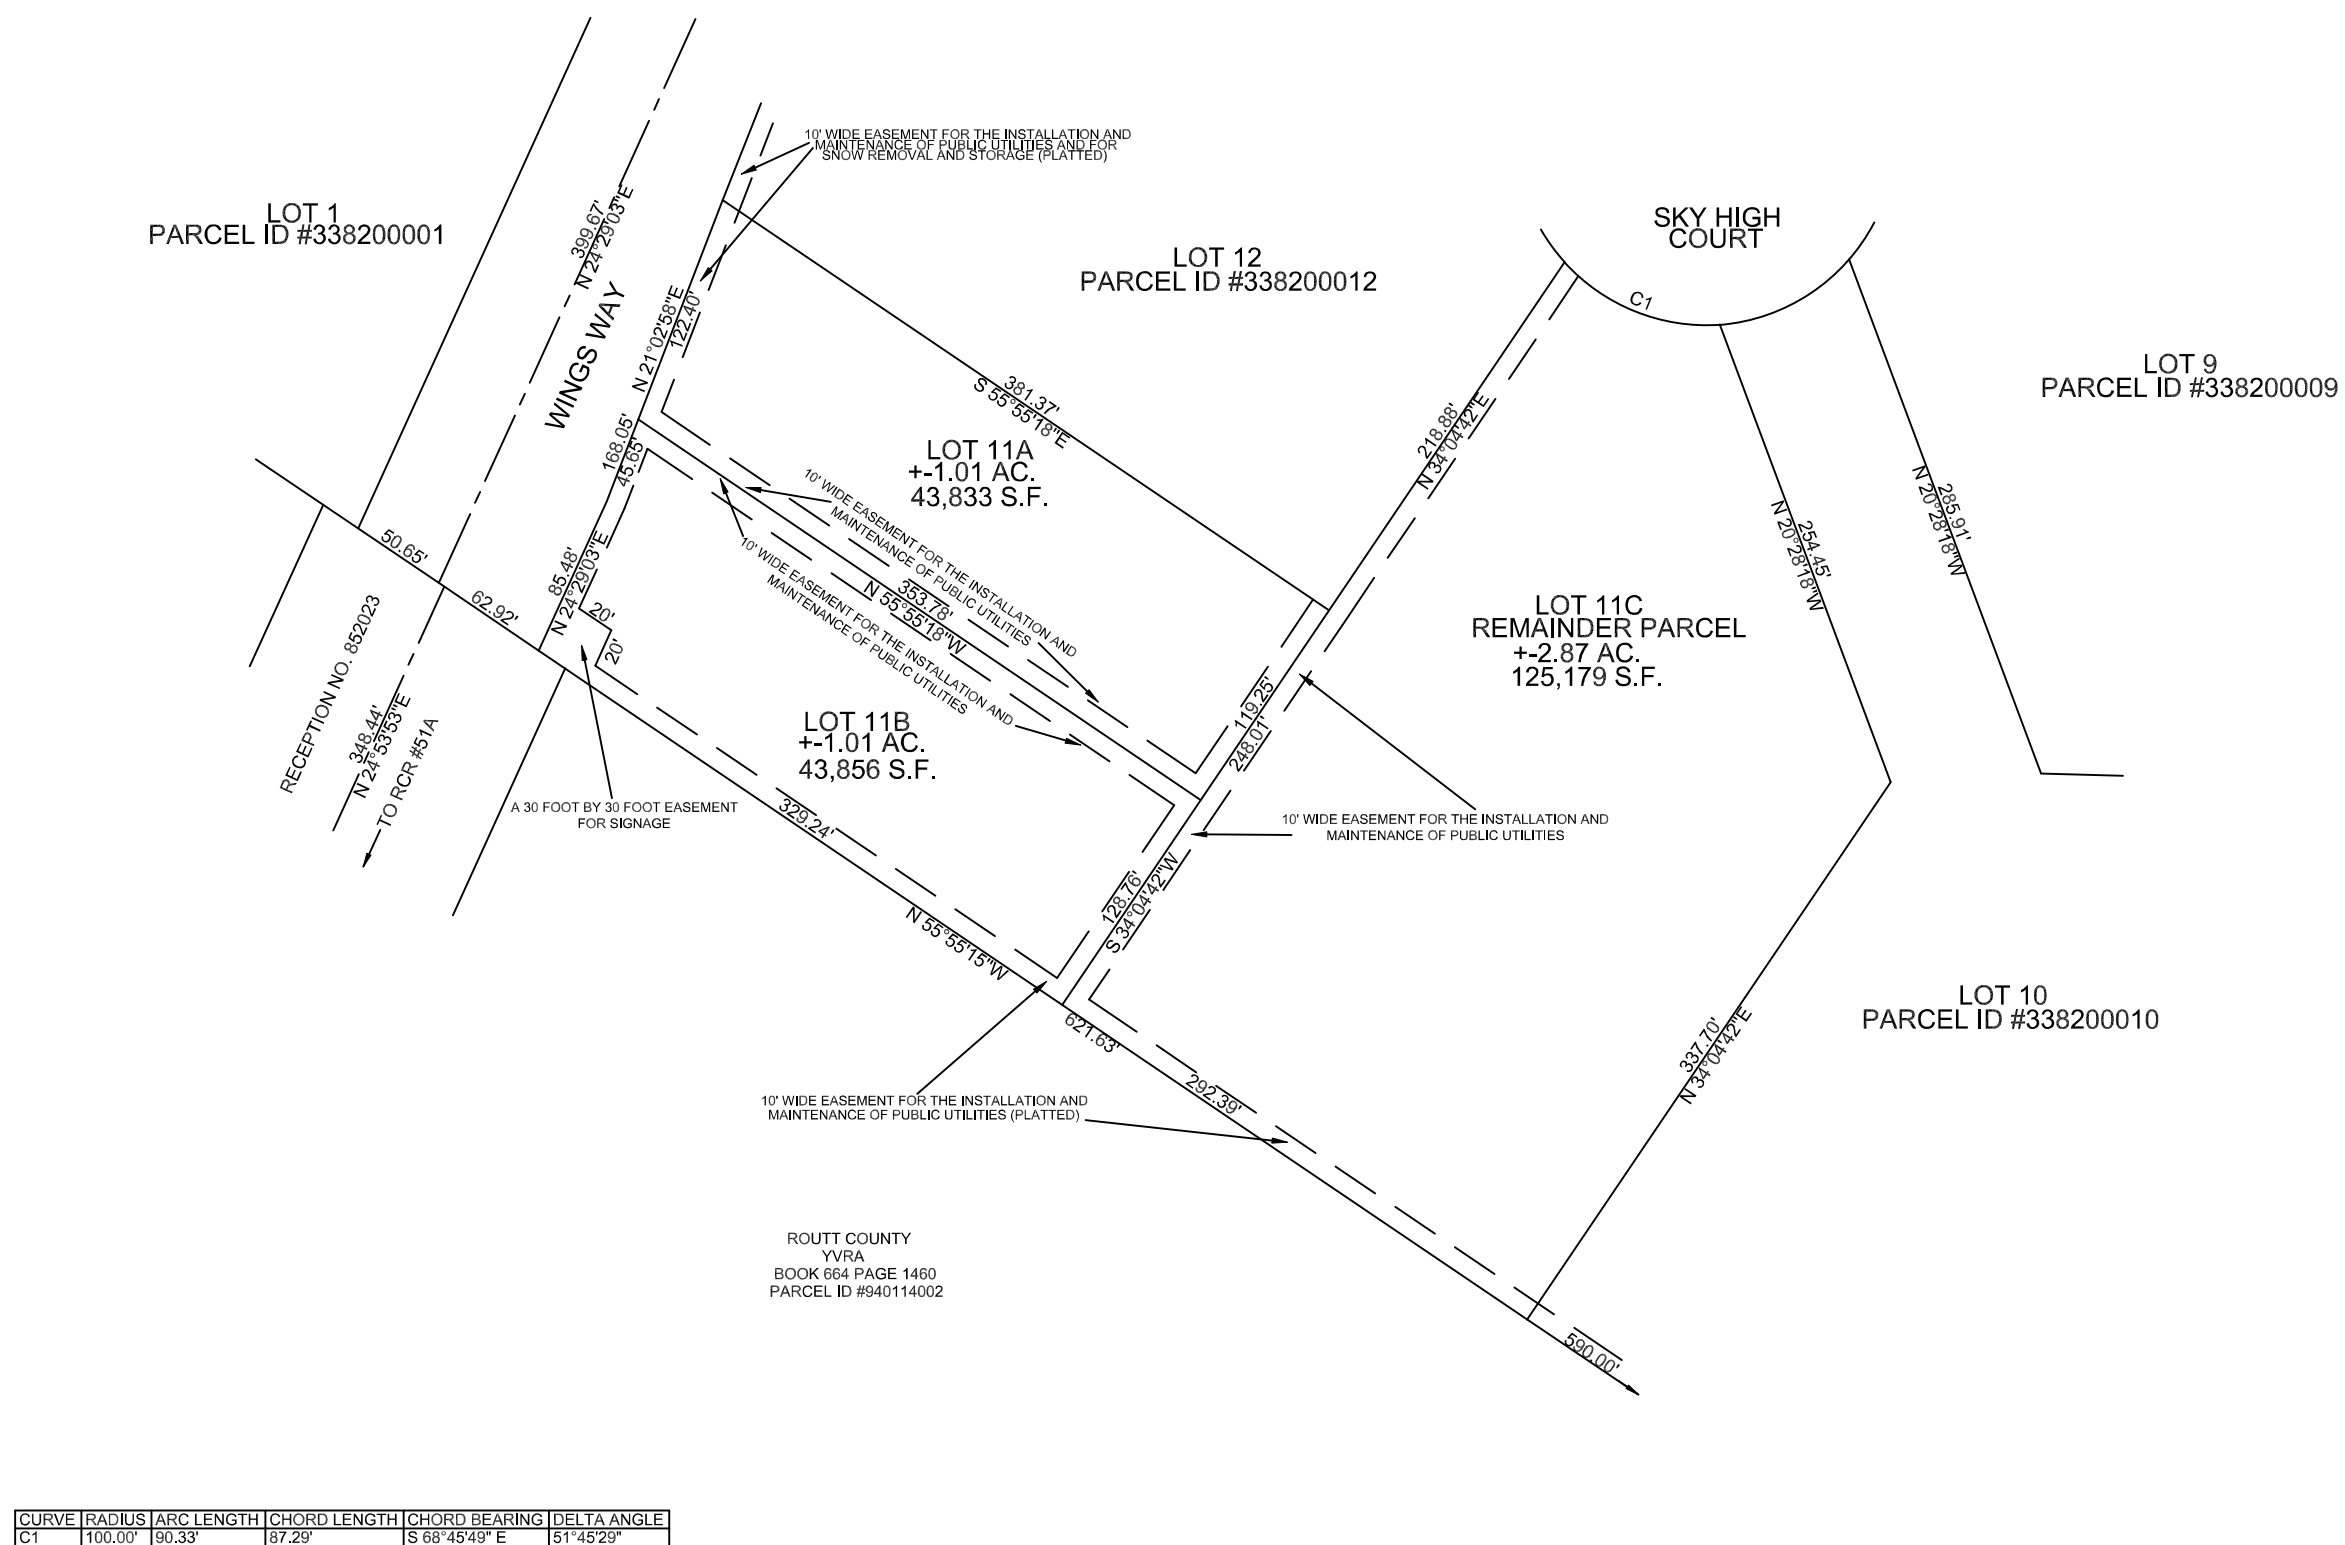 10' WIDE EASEMENT FOR THE INSTALLATION AND
MAINTENANCE OF PUBLIC UTILITIES AND FOR
SNOW REMOVAL AND STORAGE (PLATTED)
LOT 1
PARCEL ID #338200001
399.67'
N 24°29'03"E
WINGS WAY
N 21°02'58"E
122.40'
168.05'
45.65'
LOT 12
PARCEL ID #338200012
SKY HIGH
COURT
C1
LOT 9
PARCEL ID #338200009
381.37'
S 55°55'18"E
218.88'
N 34°04'42"E
LOT 11A
+-1.01 AC.
43,833 S.F.
10' WIDE EASEMENT FOR THE INSTALLATION AND
MAINTENANCE OF PUBLIC UTILITIES
353.78'
N 55°55'18"W
10' WIDE EASEMENT FOR THE INSTALLATION AND
MAINTENANCE OF PUBLIC UTILITIES
285.91'
N 20°28'18"W
254.45'
N 20°28'18"W
50.65'
62.92'
85.48'
N 24°29'03"E
20'
20'
RECEPTION NO. 852023
348.44'
N 24°53'53"E
TO RCR #51A
LOT 11C
REMAINDER PARCEL
+-2.87 AC.
125,179 S.F.
119.25'
248.01'
LOT 11B
+-1.01 AC.
43,856 S.F.
A 30 FOOT BY 30 FOOT EASEMENT
FOR SIGNAGE
329.24'
10' WIDE EASEMENT FOR THE INSTALLATION AND
MAINTENANCE OF PUBLIC UTILITIES
128.76'
S 34°04'42"W
N 55°55'15"W
621.63'
LOT 10
PARCEL ID #338200010
337.70'
N 34°04'42"E
292.39'
10' WIDE EASEMENT FOR THE INSTALLATION AND
MAINTENANCE OF PUBLIC UTILITIES (PLATTED)
ROUTT COUNTY
YVRA
BOOK 664 PAGE 1460
PARCEL ID #940114002
590.00'
CURVE RADIUS ARC LENGTH CHORD LENGTH CHORD BEARING DELTA ANGLE
C1 100.00' 90.33' 87.29' S 68°45'49" E 51°45'29"